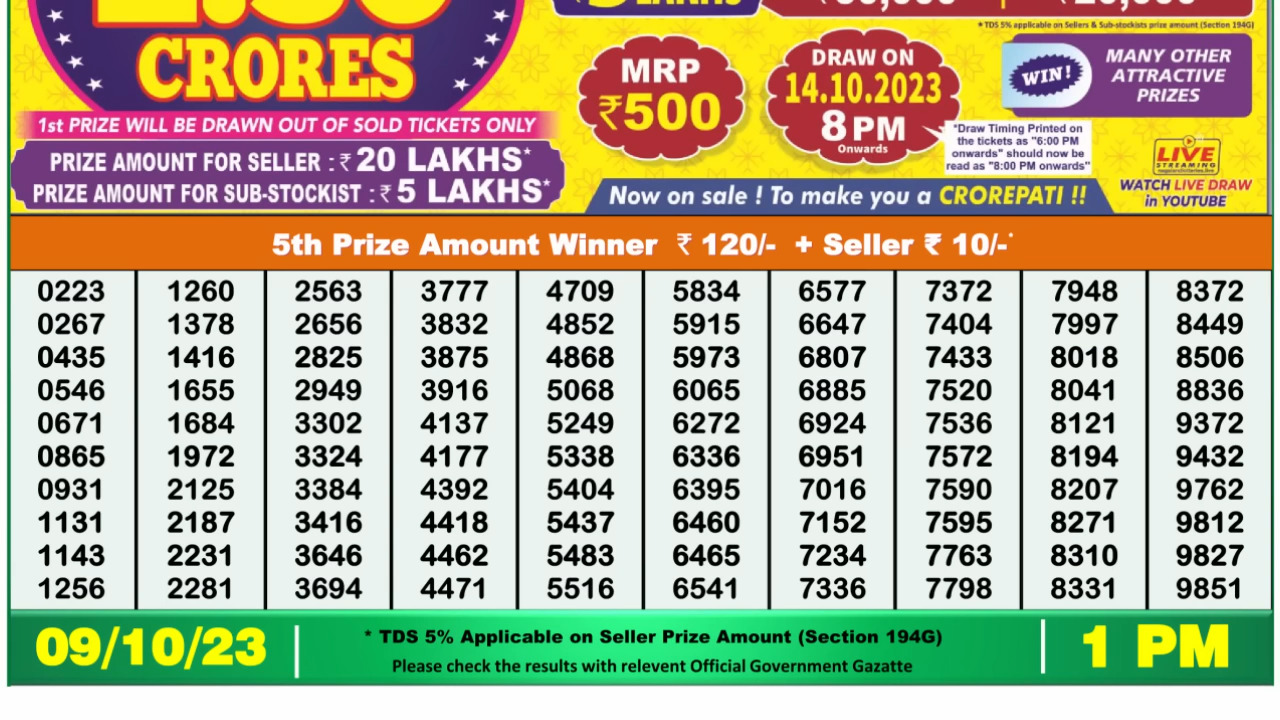 CRORES
1st PRIZE WILL BE DRAWN OUT OF SOLD TICKETS ONLY
PRIZE AMOUNT FOR SELLER : ₹ 20 LAKHS*
PRIZE AMOUNT FOR SUB-STOCKIST : ₹ 5 LAKHS*
* TDS 5% applicable on Sellers & Sub-stockists prize amount (Section 194G)
MRP
₹500
DRAW ON
14.10.2023
8 PM
Onwards
WIN!
MANY OTHER
ATTRACTIVE
PRIZES
*Draw Timing Printed on
the tickets as "6:00 PM
onwards" should now be
read as "8:00 PM onwards"
LIVE
STREAMING
WATCH LIVE DRAW
in YOUTUBE
Now on sale ! To make you a CROREPATI !!
5th Prize Amount Winner ₹ 120/- + Seller ₹ 10/-*
0223 1260 2563 3777 4709 5834 6577 7372 7948 8372
0267 1378 2656 3832 4852 5915 6647 7404 7997 8449
0435 1416 2825 3875 4868 5973 6807 7433 8018 8506
0546 1655 2949 3916 5068 6065 6885 7520 8041 8836
0671 1684 3302 4137 5249 6272 6924 7536 8121 9372
0865 1972 3324 4177 5338 6336 6951 7572 8194 9432
0931 2125 3384 4392 5404 6395 7016 7590 8207 9762
1131 2187 3416 4418 5437 6460 7152 7595 8271 9812
1143 2231 3646 4462 5483 6465 7234 7763 8310 9827
1256 2281 3694 4471 5516 6541 7336 7798 8331 9851
09/10/23
* TDS 5% Applicable on Seller Prize Amount (Section 194G)
Please check the results with relevent Official Government Gazatte
1 PM